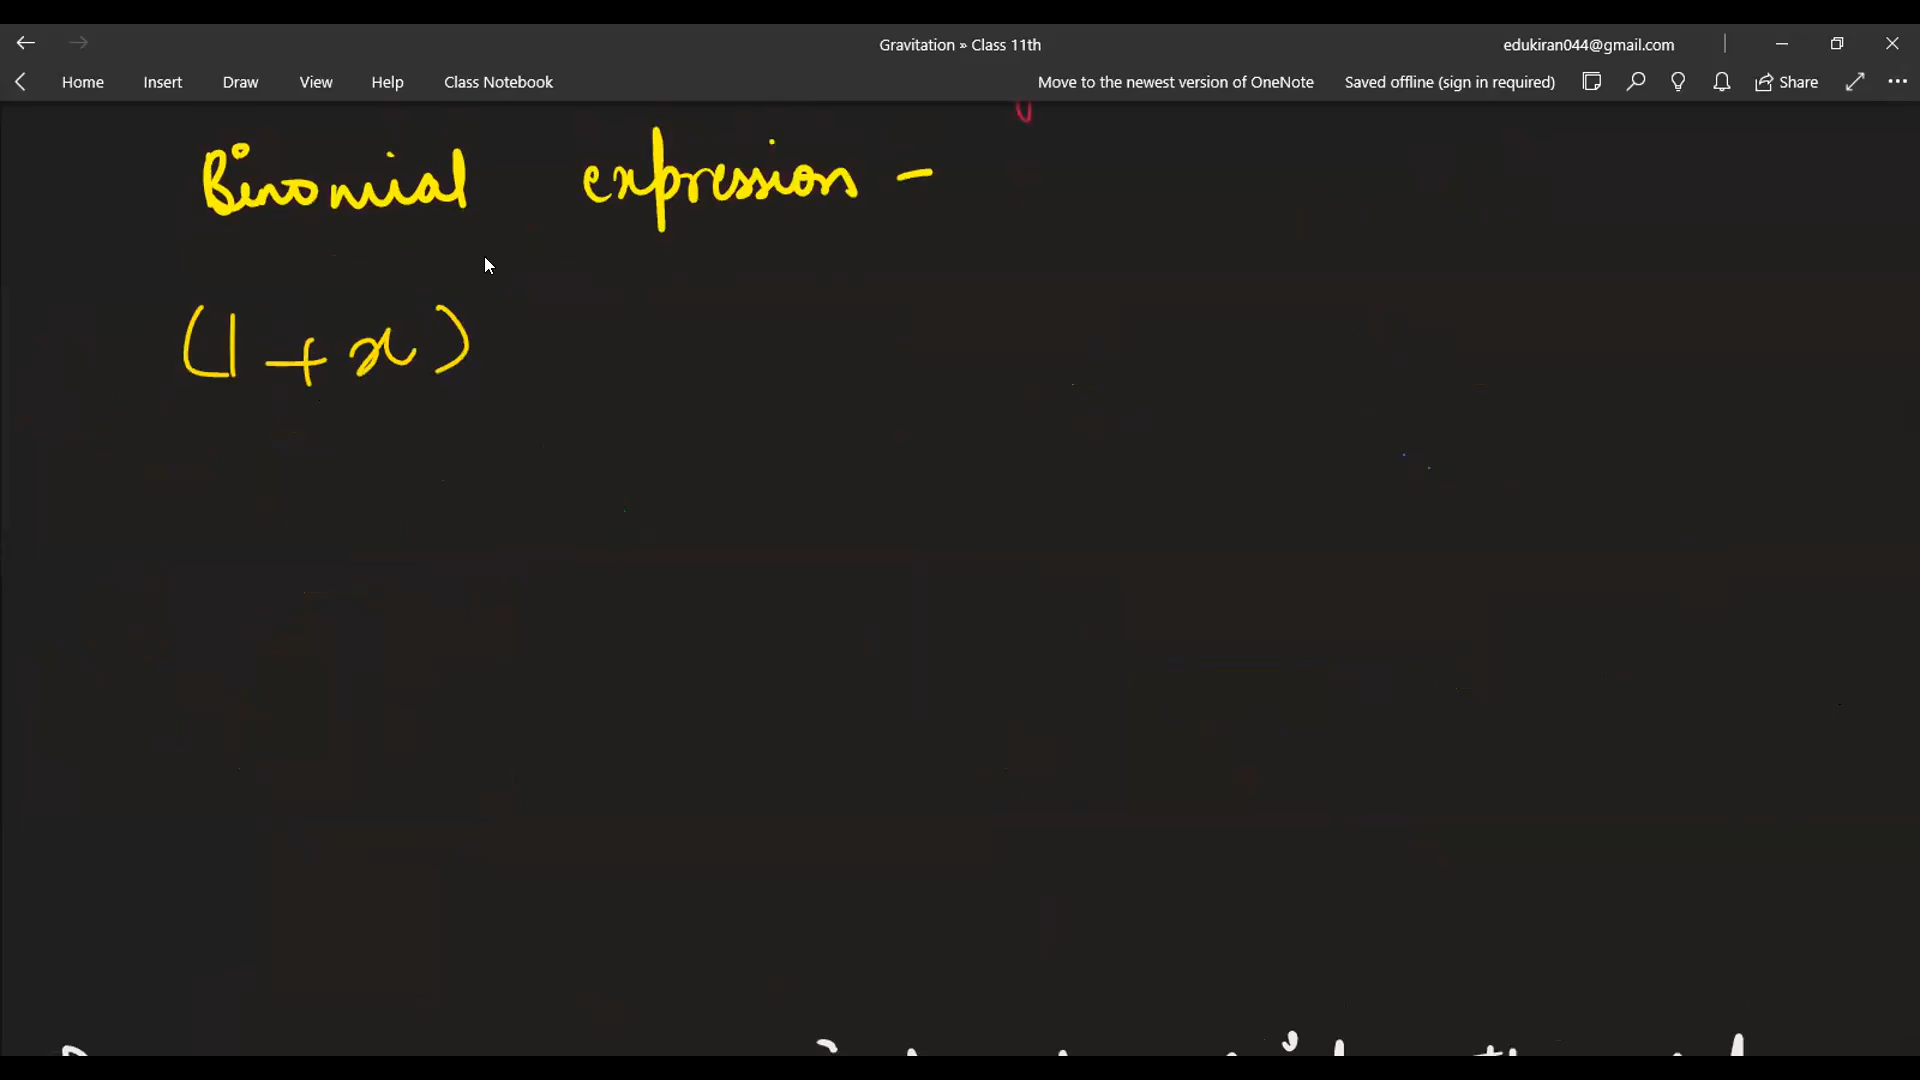 Gravitation » Class 11th
edukiran044@gmail.com
Home Insert Draw View Help Class Notebook Move to the newest version of OneNote Saved offline (sign in required) Share
Binomial expression -
(1 + x)